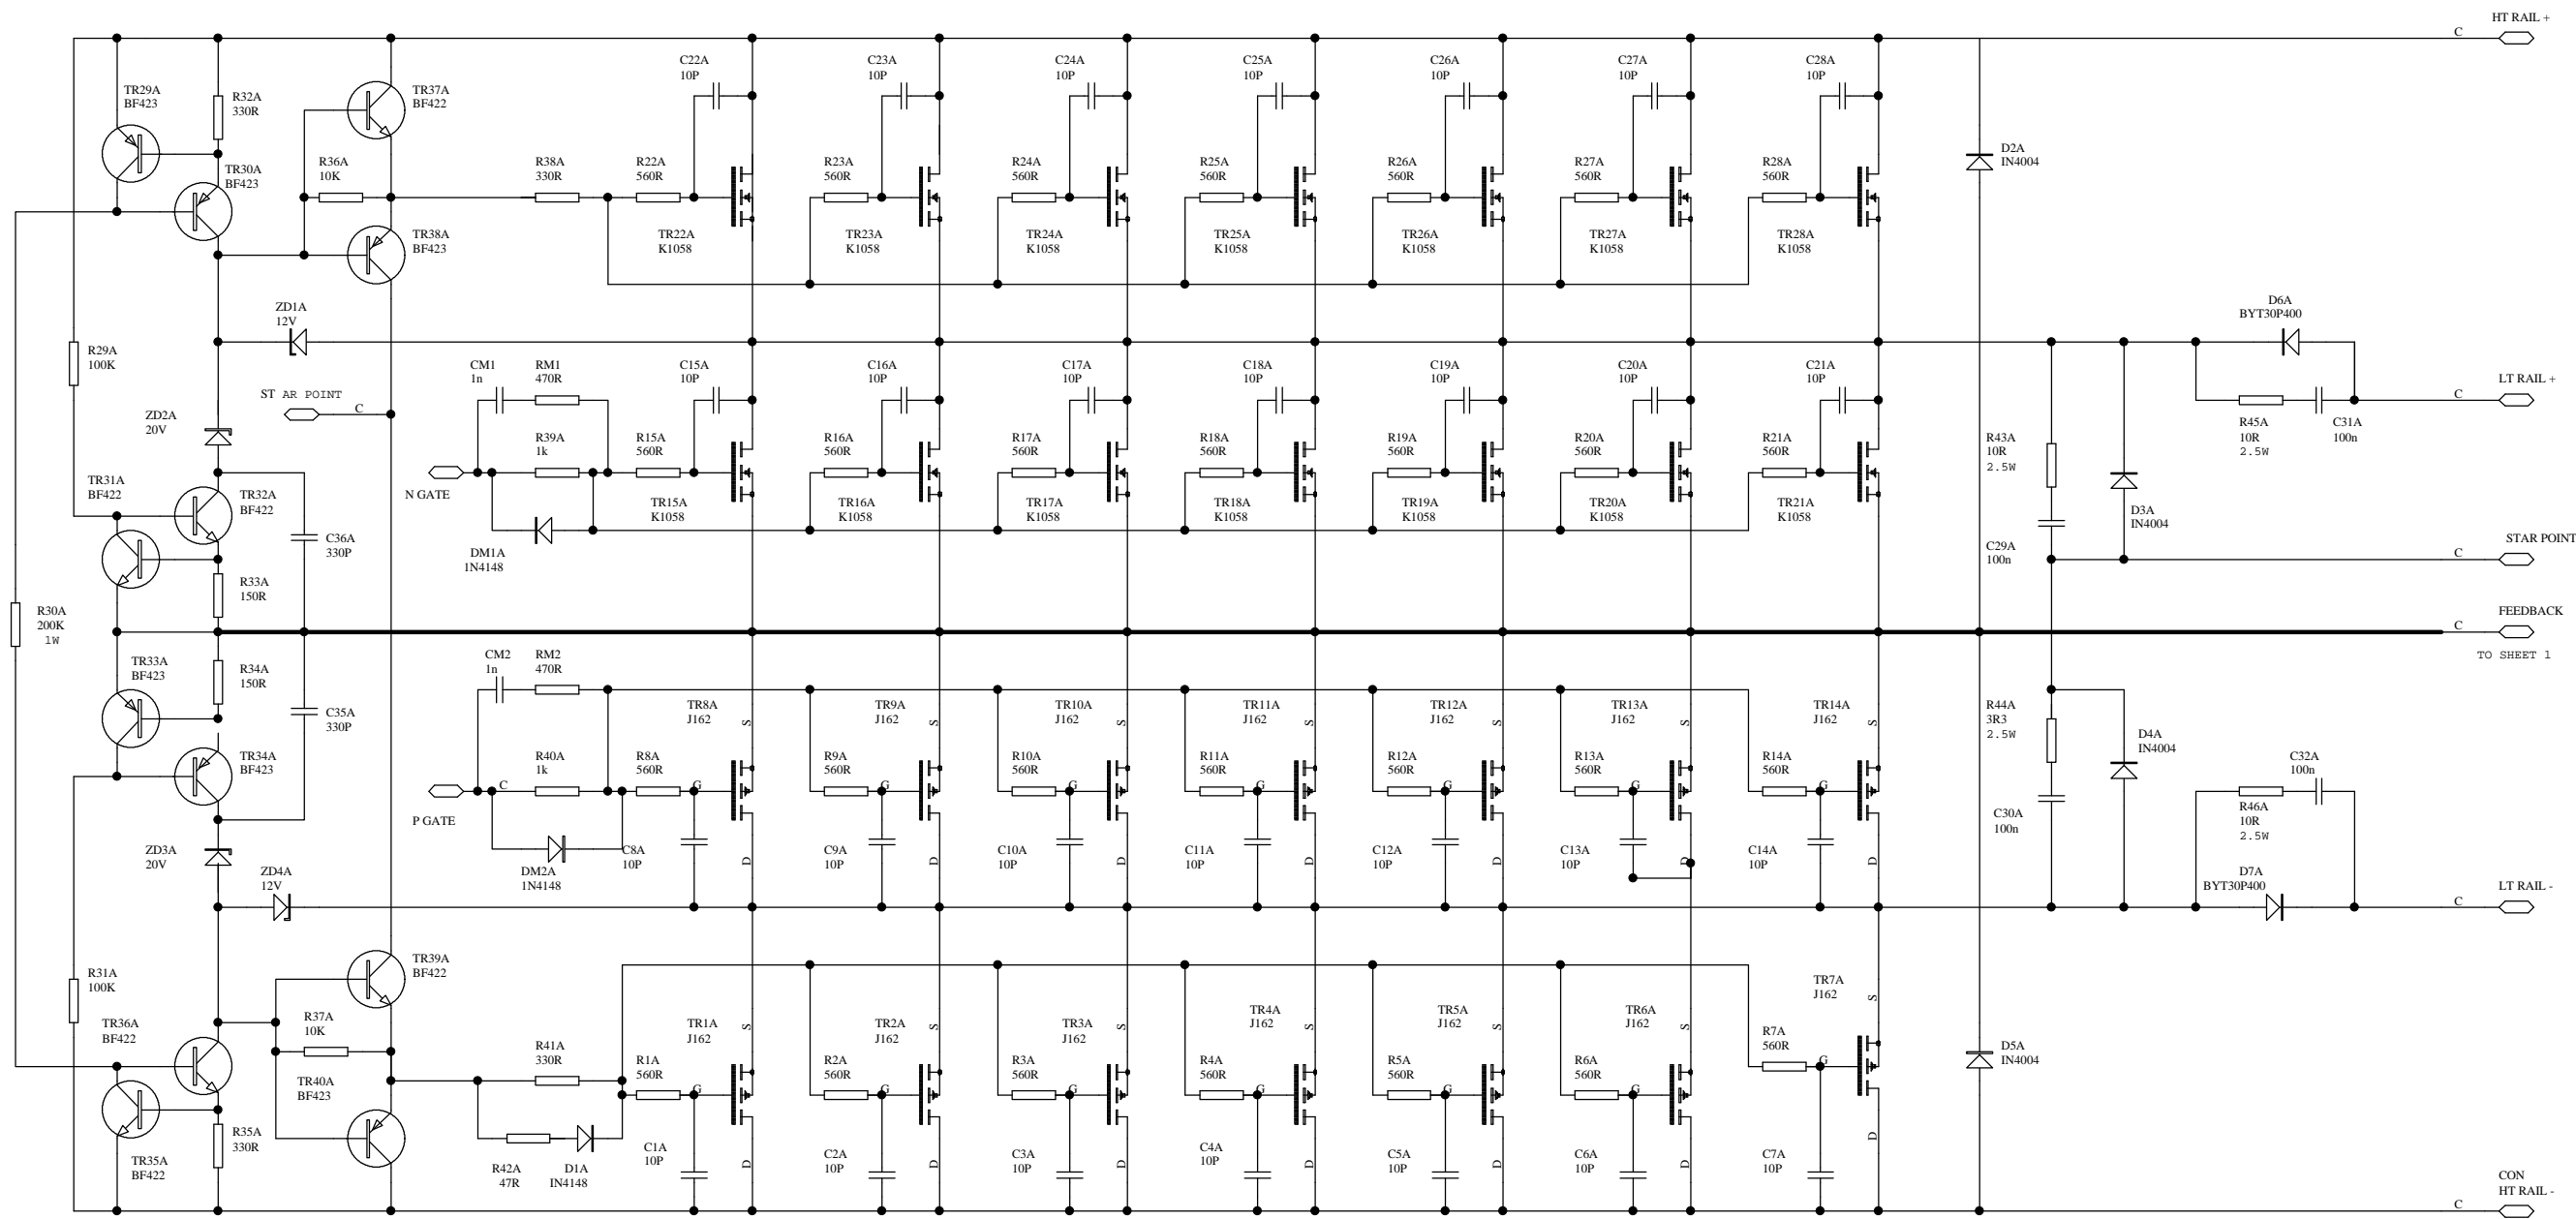 HT RAIL +
C
C22A
10P
C23A
10P
C24A
10P
C25A
10P
C26A
10P
C27A
10P
C28A
10P
TR29A
BF423
R32A
330R
TR37A
BF422
D2A
IN4004
TR30A
BF423
R36A
10K
R38A
330R
R22A
560R
R23A
560R
R24A
560R
R25A
560R
R26A
560R
R27A
560R
R28A
560R
TR38A
BF423
TR22A
K1058
TR23A
K1058
TR24A
K1058
TR25A
K1058
TR26A
K1058
TR27A
K1058
TR28A
K1058
ZD1A
12V
D6A
BYT30P400
R29A
100K
CM1
1n
RM1
470R
C15A
10P
C16A
10P
C17A
10P
C18A
10P
C19A
10P
C20A
10P
C21A
10P
LT RAIL +
C
ST AR POINT
C
ZD2A
20V
R45A
10R
2.5W
C31A
100n
R39A
1k
R15A
560R
R16A
560R
R17A
560R
R18A
560R
R19A
560R
R20A
560R
R21A
560R
R43A
10R
2.5W
N GATE
TR31A
BF422
TR32A
BF422
TR15A
K1058
TR16A
K1058
TR17A
K1058
TR18A
K1058
TR19A
K1058
TR20A
K1058
TR21A
K1058
D3A
IN4004
C36A
330P
DM1A
1N4148
C29A
100n
STAR POINT
C
R33A
150R
R30A
200K
1W
FEEDBACK
C
TO SHEET 1
TR33A
BF423
R34A
150R
CM2
1n
RM2
470R
C35A
330P
TR8A
J162
S
TR9A
J162
S
TR10A
J162
S
TR11A
J162
S
TR12A
J162
S
TR13A
J162
S
TR14A
J162
S
R44A
3R3
2.5W
D4A
IN4004
TR34A
BF423
R40A
1k
C
R8A
560R
G
R9A
560R
G
R10A
560R
G
R11A
560R
G
R12A
560R
G
R13A
560R
G
R14A
560R
G
C32A
100n
P GATE
R46A
10R
2.5W
C30A
100n
ZD3A
20V
C8A
10P
D
C9A
10P
D
C10A
10P
D
C11A
10P
D
C12A
10P
D
C13A
10P
D
C14A
10P
D
DM2A
1N4148
ZD4A
12V
D7A
BYT30P400
LT RAIL -
C
TR39A
BF422
R31A
100K
TR7A
J162
S
TR36A
BF422
R37A
10K
TR1A
J162
S
TR2A
J162
S
TR3A
J162
S
TR4A
J162
S
TR5A
J162
S
TR6A
J162
S
R7A
560R
G
D5A
IN4004
R41A
330R
R1A
560R
G
R2A
560R
G
R3A
560R
G
R4A
560R
G
R5A
560R
G
R6A
560R
G
TR40A
BF423
R35A
330R
TR35A
BF422
R42A
47R
D1A
IN4148
C1A
10P
D
C2A
10P
D
C3A
10P
D
C4A
10P
D
C5A
10P
D
C6A
10P
D
C7A
10P
D
CON
HT RAIL -
C